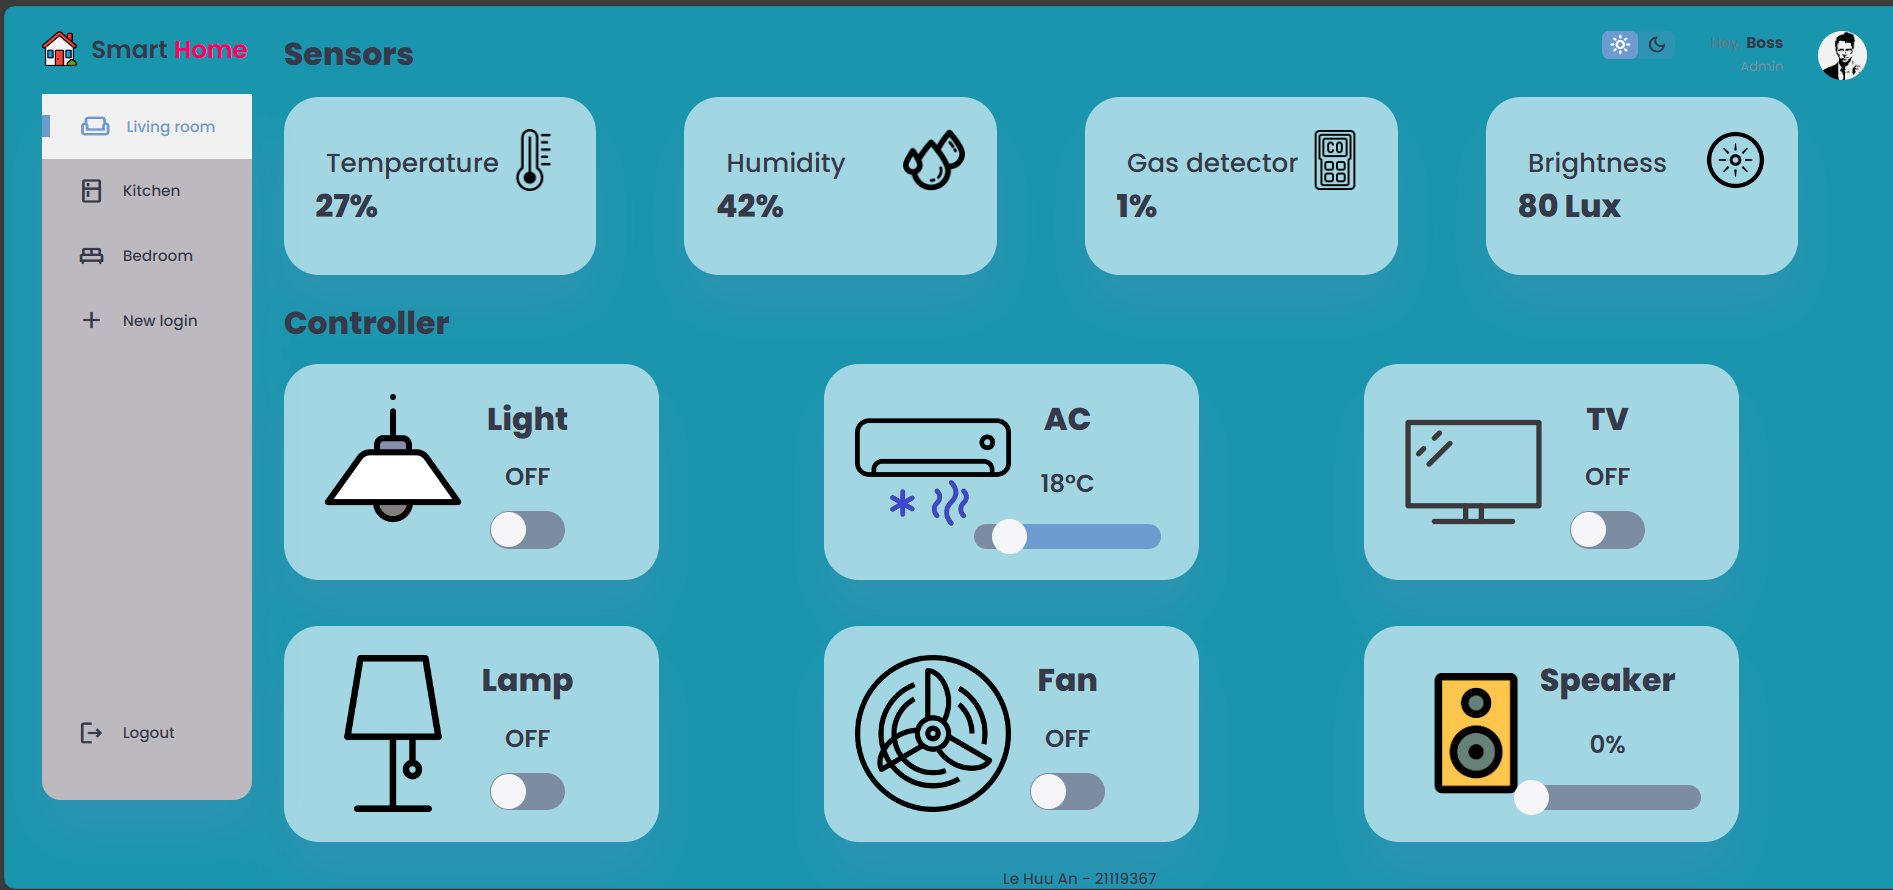 Smart Home
Sensors
Hey, Boss
Admin
Living room
Kitchen
Bedroom
New login
Logout
Temperature
27%
Humidity
42%
Gas detector
CO
1%
Brightness
80 Lux
Controller
Light
OFF
AC
18°C
TV
OFF
Lamp
OFF
Fan
OFF
Speaker
0%
Le Huu An - 21119367